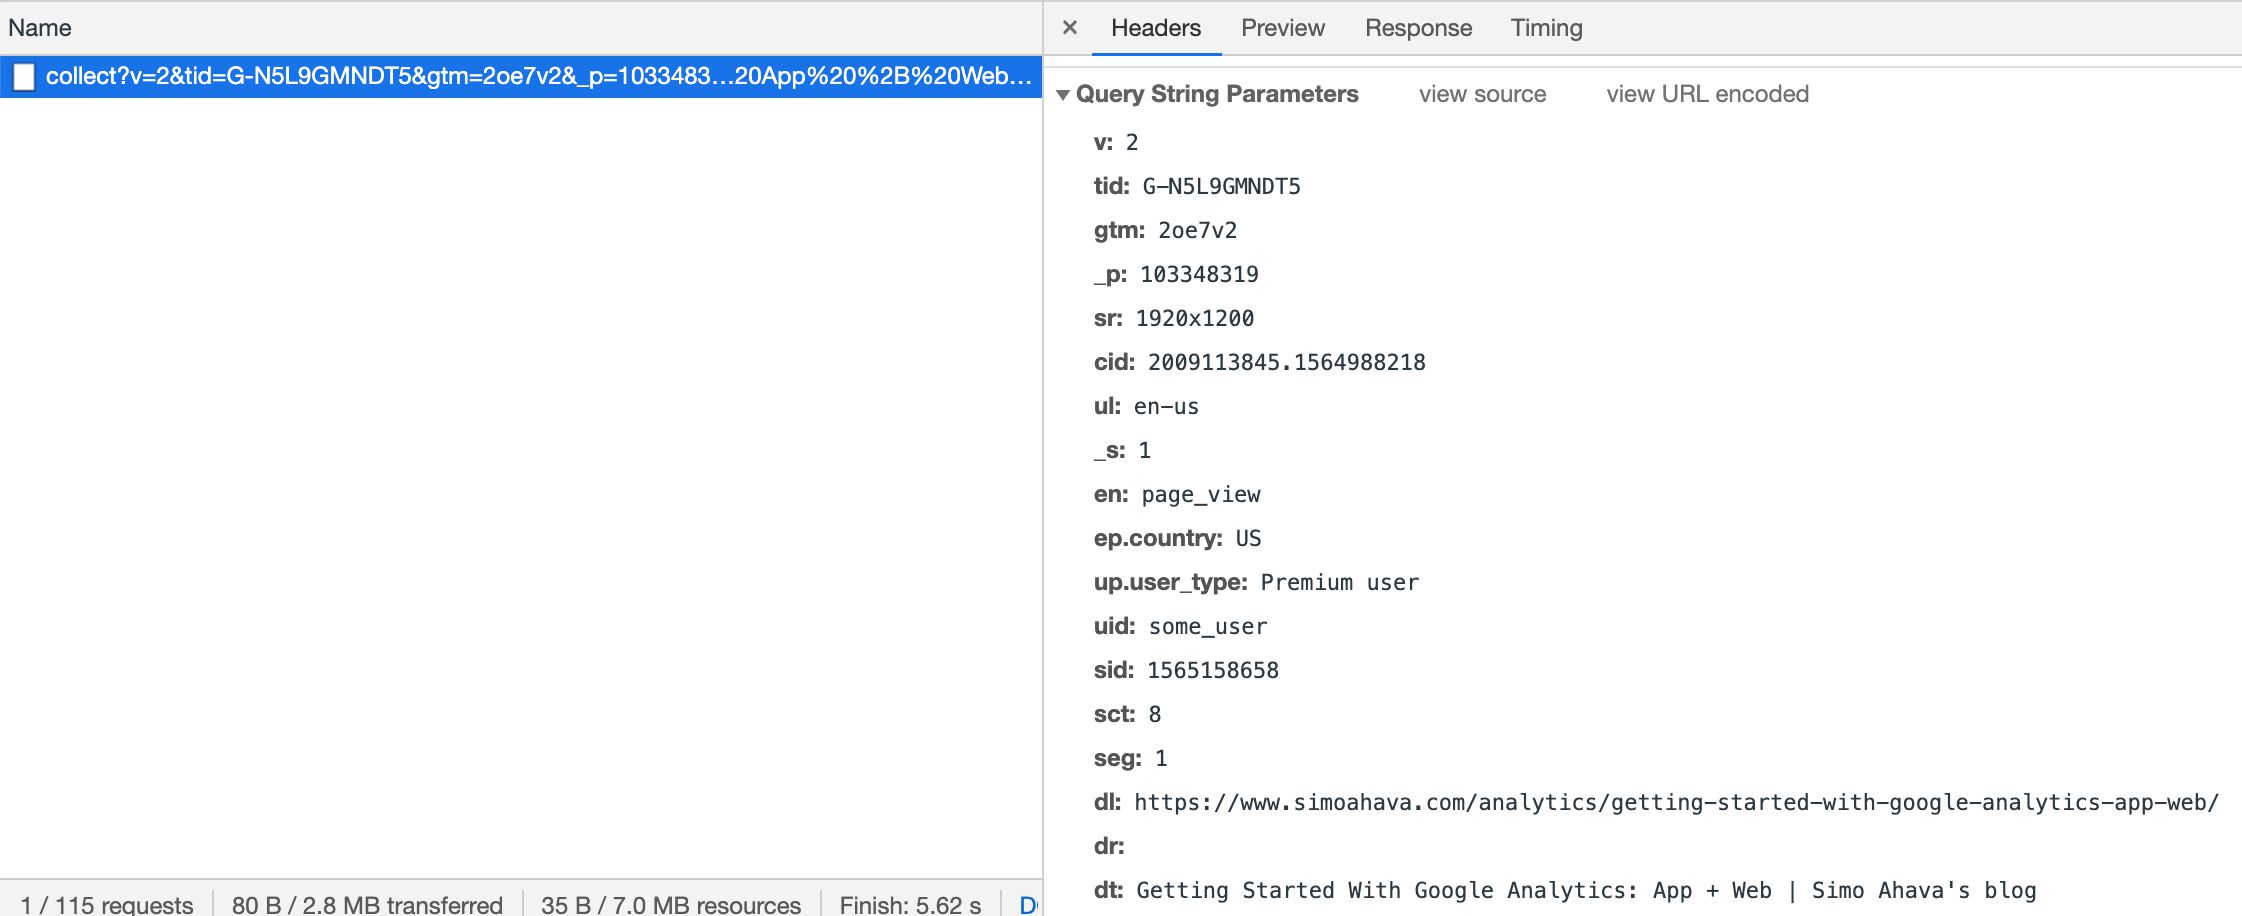 Name
× Headers Preview Response Timing
collect?v=2&tid=G-N5L9GMNDT5&gtm=2oe7v2&_p=1033483...20App%20%2B%20Web...
Query String Parameters view source view URL encoded
v: 2
tid: G-N5L9GMNDT5
gtm: 2oe7v2
_p: 103348319
sr: 1920x1200
cid: 2009113845.1564988218
ul: en-us
_s: 1
en: page_view
ep.country: US
up.user_type: Premium user
uid: some_user
sid: 1565158658
sct: 8
seg: 1
dl: https://www.simoahava.com/analytics/getting-started-with-google-analytics-app-web/
dr:
dt: Getting Started With Google Analytics: App + Web | Simo Ahava's blog
1 / 115 requests 80 B / 2.8 MB transferred 35 B / 7.0 MB resources Finish: 5.62 s